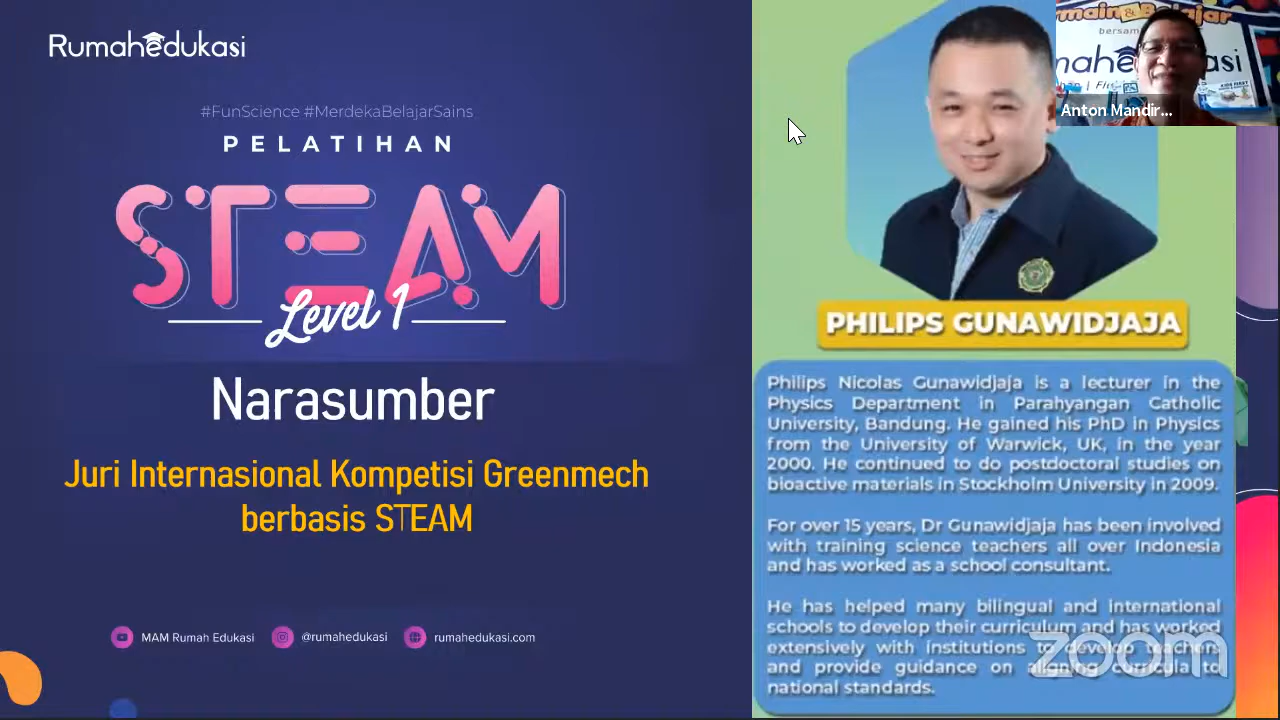 Rumahedukasi
#FunScience #MerdekaBelajarSains
PELATIHAN
STEAM
Level 1
Narasumber
Juri Internasional Kompetisi Greenmech
berbasis STEAM
MAM Rumah Edukasi
@rumahedukasi
rumahedukasi.com
main & Belajar
bersam
mahe
asi
Anton Mandir...
PHILIPS GUNAWIDJAJA
Philips Nicolas Gunawidjaja is a lecturer in the
Physics Department in Parahyangan Catholic
University, Bandung. He gained his PhD in Physics
from the University of Warwick, UK, in the year
2000. He continued to do postdoctoral studies on
bioactive materials in Stockholm University in 2009.
For over 15 years, Dr Gunawidjaja has been involved
with training science teachers all over Indonesia
and has worked as a school consultant.
He has helped many bilingual and international
schools to develop their curriculum and has worked
extensively with institutions to develop teachers
and provide guidance on aligning curricula to
national standards.
zoom